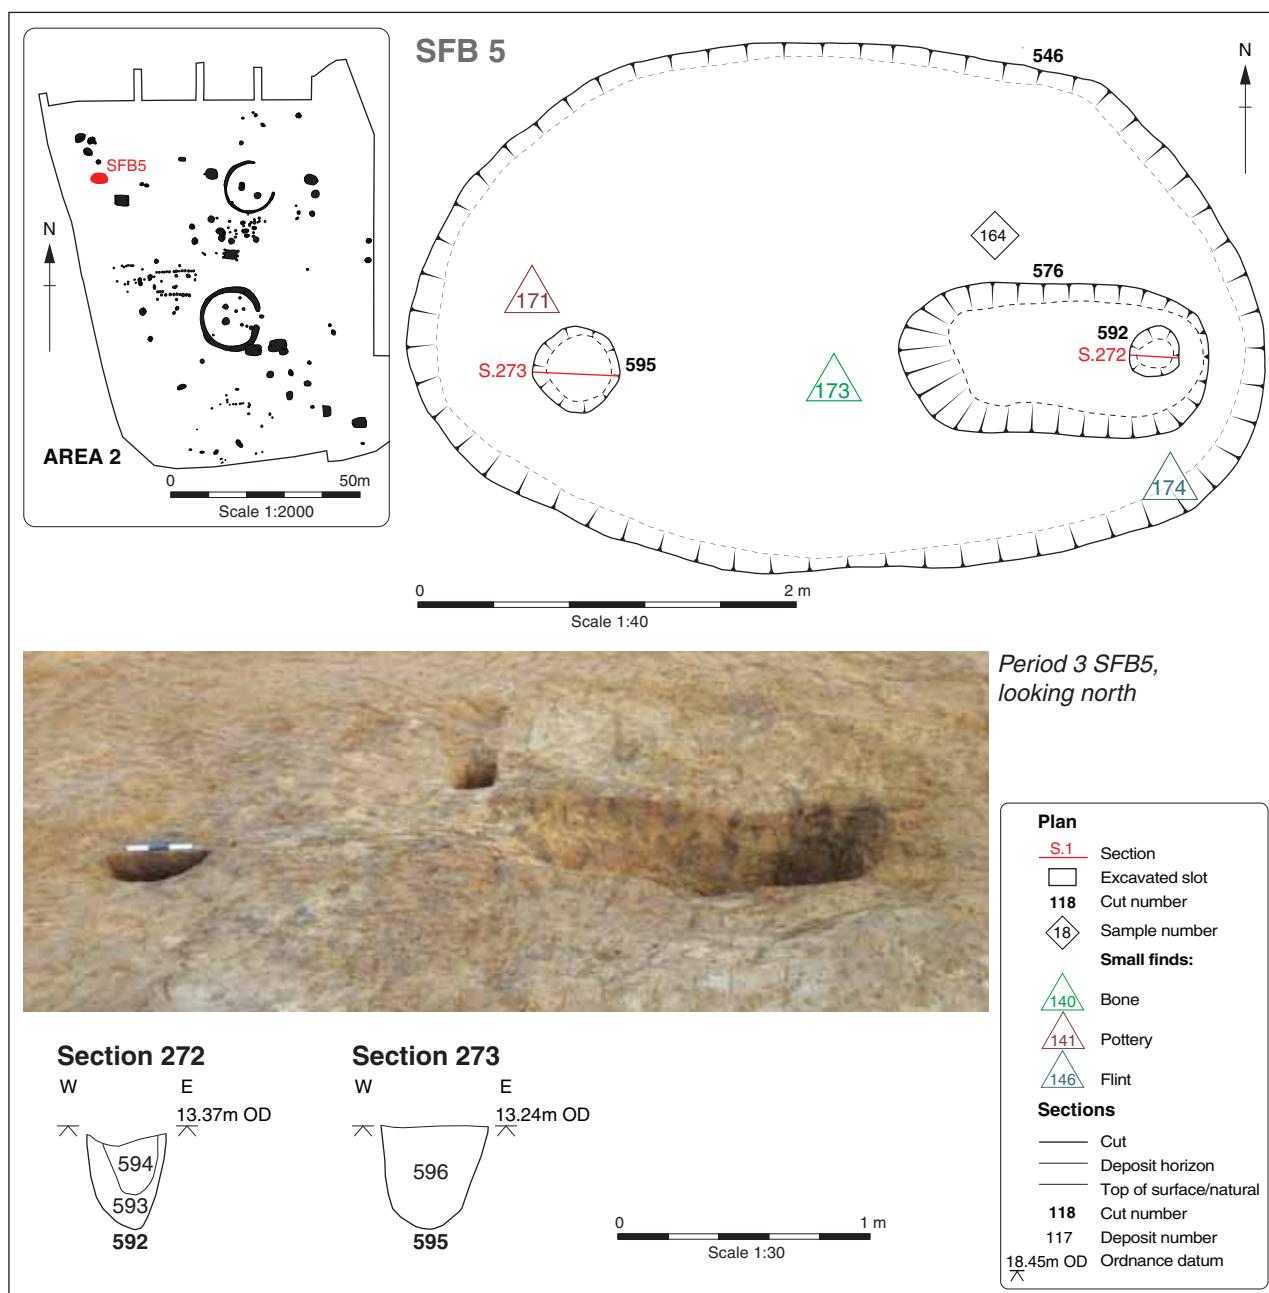 SFB 5
SFB5
N
AREA 2
0 50m
Scale 1:2000
546
N
164
576
171
592
S.272
S.273
595
173
174
0 2 m
Scale 1:40
Period 3 SFB5,
looking north
Section 272
W E
13.37m OD
594
593
592
Section 273
W E
13.24m OD
596
595
0 1 m
Scale 1:30
Plan
S.1 Section
Excavated slot
118 Cut number
18 Sample number
Small finds:
140 Bone
141 Pottery
146 Flint
Sections
Cut
Deposit horizon
Top of surface/natural
118 Cut number
117 Deposit number
18.45m OD Ordnance datum